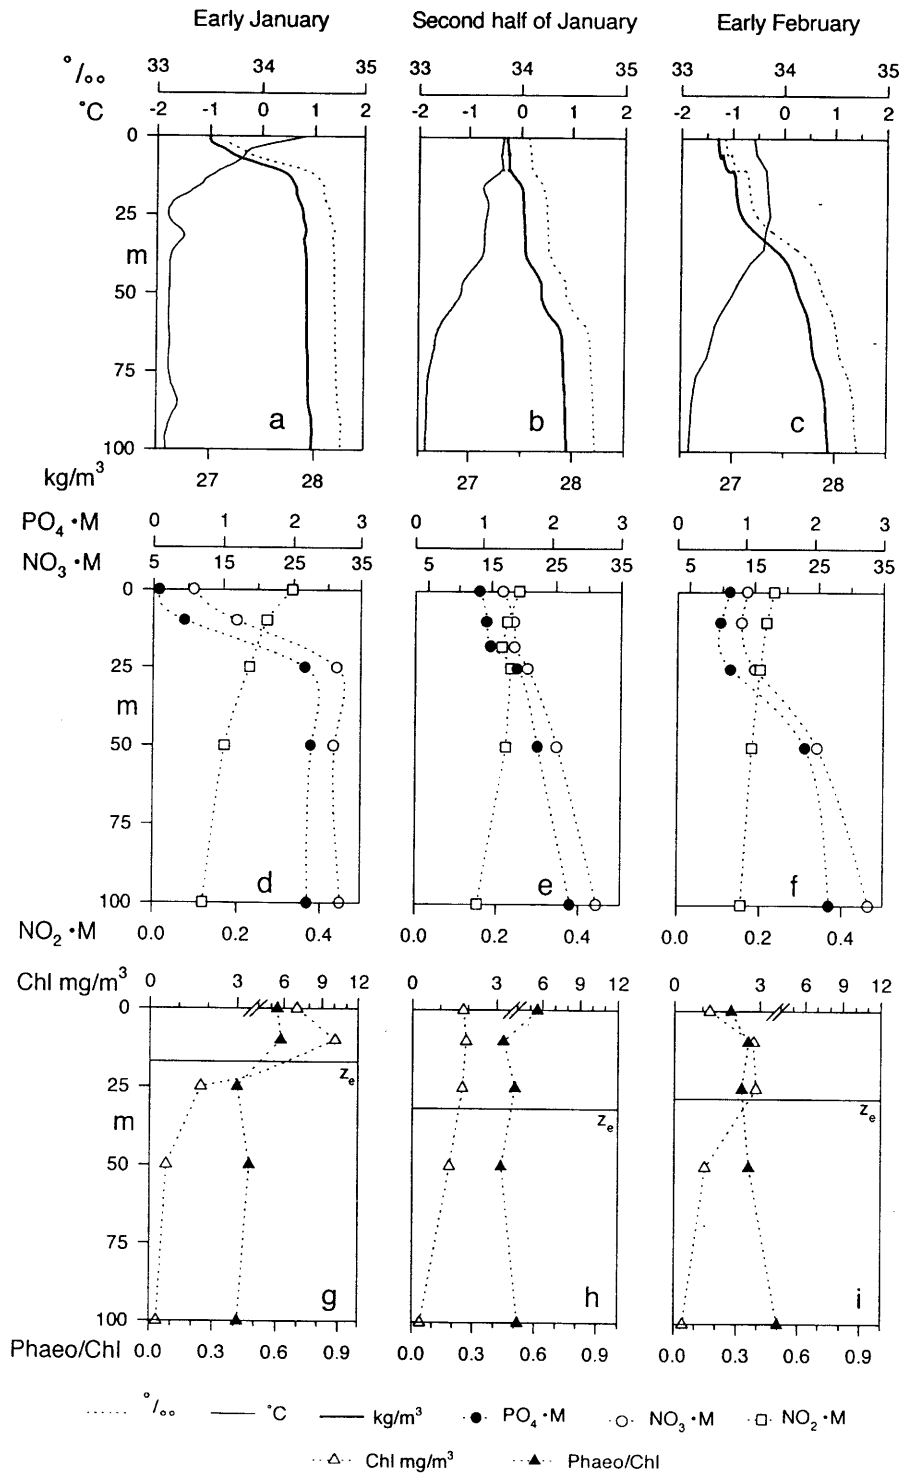 Early January Second half of January Early February
°/oo 33 34 35 33 34 35 33 34 35
°C -2 -1 0 1 2 -2 -1 0 1 2 -2 -1 0 1 2
0
25
m
50
75
a b c
100
kg/m³ 27 28 27 28 27 28
PO₄ •M 0 1 2 3 0 1 2 3 0 1 2 3
NO₃ •M 5 15 25 35 5 15 25 35 5 15 25 35
0
25
m
50
75
d e f
100
NO₂ •M 0.0 0.2 0.4 0.0 0.2 0.4 0.0 0.2 0.4
Chl mg/m³ 0 3 6 9 12 0 3 6 9 12 0 3 6 9 12
0
zₑ
25 zₑ zₑ
m
50
75
g h i
100
Phaeo/Chl 0.0 0.3 0.6 0.9 0.0 0.3 0.6 0.9 0.0 0.3 0.6 0.9
°/oo °C kg/m³ PO₄ •M NO₃ •M NO₂ •M
Chl mg/m³ Phaeo/Chl